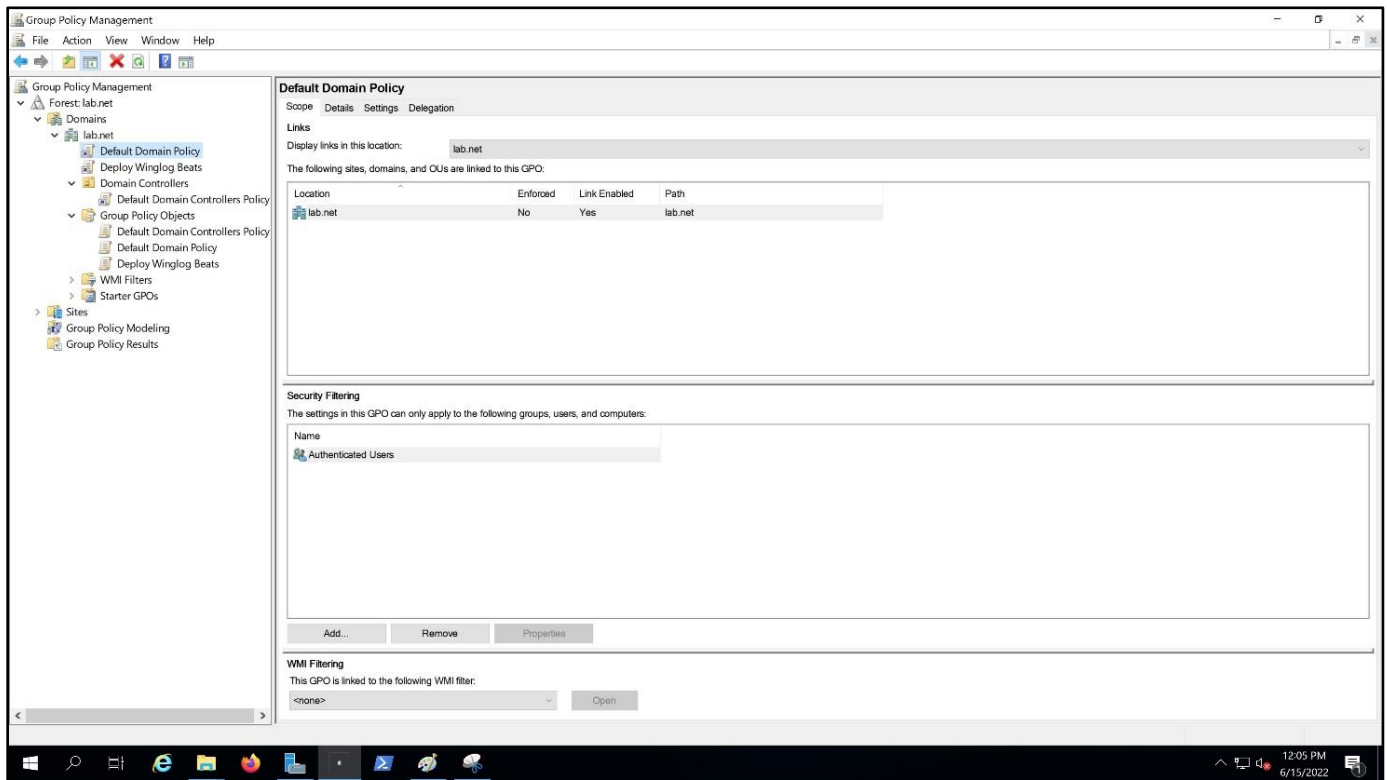 Group Policy Management
File Action View Window Help
Group Policy Management
Forest: lab.net
Domains
lab.net
Default Domain Policy
Deploy Winglog Beats
Domain Controllers
Default Domain Controllers Policy
Group Policy Objects
Default Domain Controllers Policy
Default Domain Policy
Deploy Winglog Beats
WMI Filters
Starter GPOs
Sites
Group Policy Modeling
Group Policy Results
Default Domain Policy
Scope Details Settings Delegation
Links
Display links in this location: lab.net
The following sites, domains, and OUs are linked to this GPO:
Location Enforced Link Enabled Path
lab.net No Yes lab.net
Security Filtering
The settings in this GPO can only apply to the following groups, users, and computers:
Name
Authenticated Users
Add... Remove Properties
WMI Filtering
This GPO is linked to the following WMI filter:
<none> Open
12:05 PM
6/15/2022
1